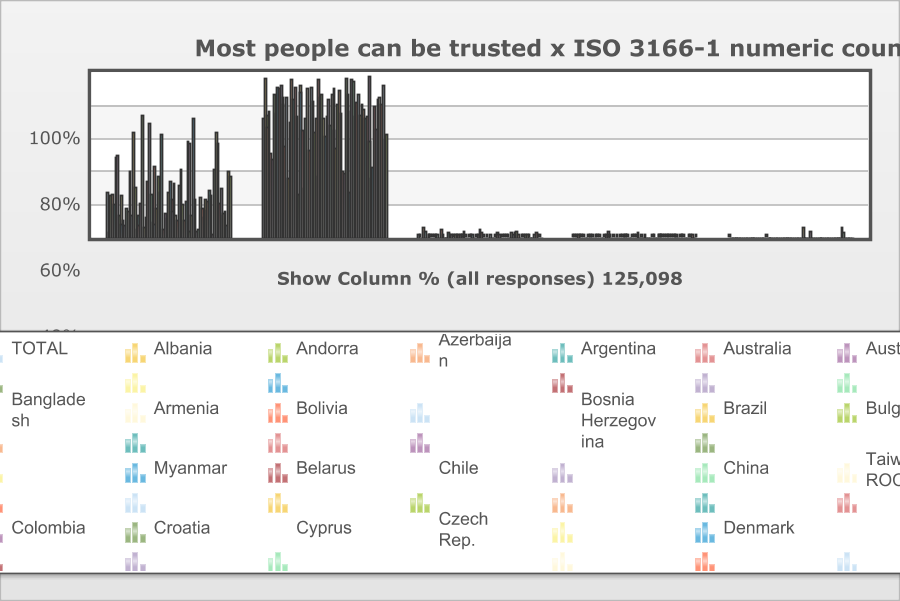 Most people can be trusted x ISO 3166-1 numeric coun
100%
80%
60%
Show Column % (all responses) 125,098
TOTAL
Albania
Andorra
Azerbaija
n
Argentina
Australia
Aust
Banglade
sh
Armenia
Bolivia
Bosnia
Herzegov
ina
Brazil
Bulg
Myanmar
Belarus
Chile
China
Taiw
ROC
Colombia
Croatia
Cyprus
Czech
Rep.
Denmark